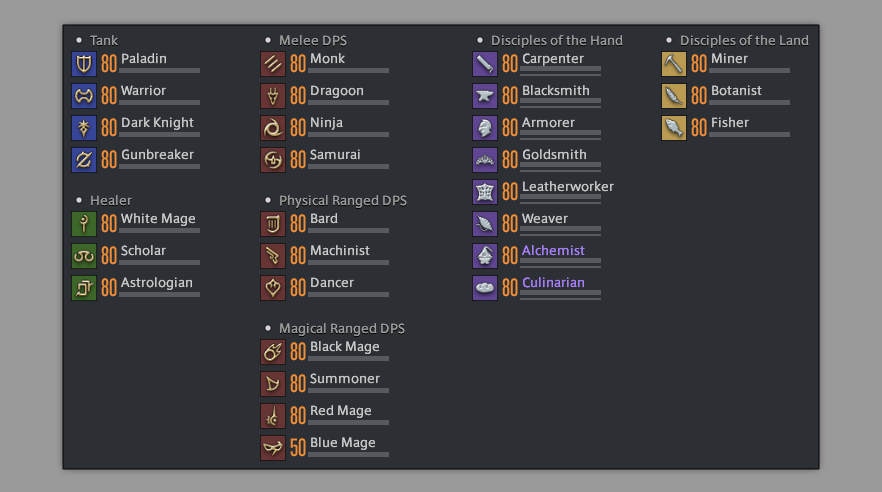 Tank
80 Paladin
80 Warrior
80 Dark Knight
80 Gunbreaker
Healer
80 White Mage
80 Scholar
80 Astrologian
Melee DPS
80 Monk
80 Dragoon
80 Ninja
80 Samurai
Physical Ranged DPS
80 Bard
80 Machinist
80 Dancer
Magical Ranged DPS
80 Black Mage
80 Summoner
80 Red Mage
50 Blue Mage
Disciples of the Hand
80 Carpenter
80 Blacksmith
80 Armorer
80 Goldsmith
80 Leatherworker
80 Weaver
80 Alchemist
80 Culinarian
Disciples of the Land
80 Miner
80 Botanist
80 Fisher